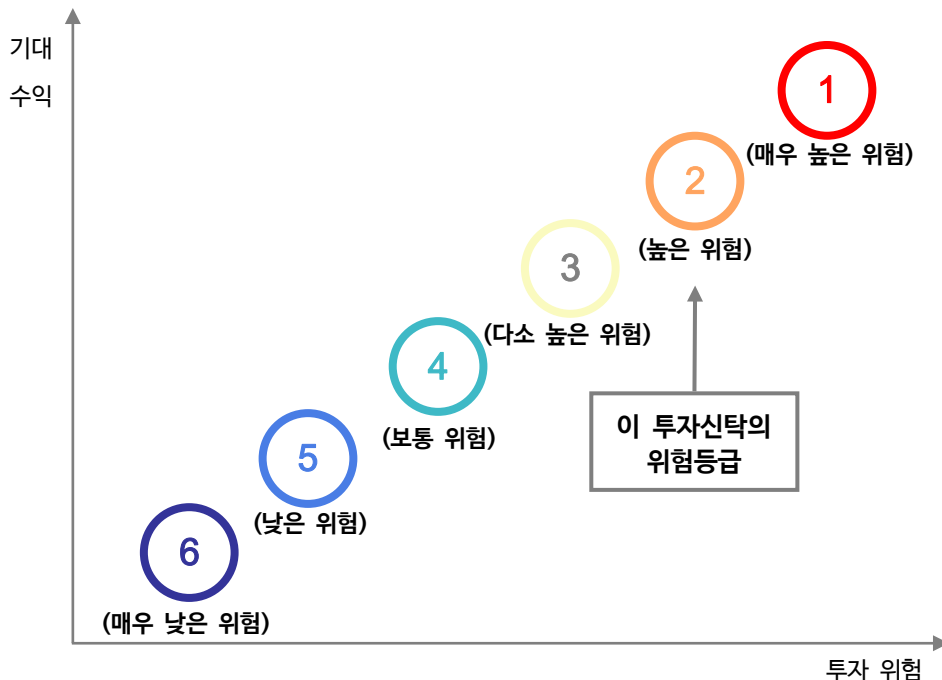 기대
수익
1
(매우 높은 위험)
2
(높은 위험)
3
(다소 높은 위험)
4
(보통 위험)
이 투자신탁의
위험등급
5
(낮은 위험)
6
(매우 낮은 위험)
투자 위험